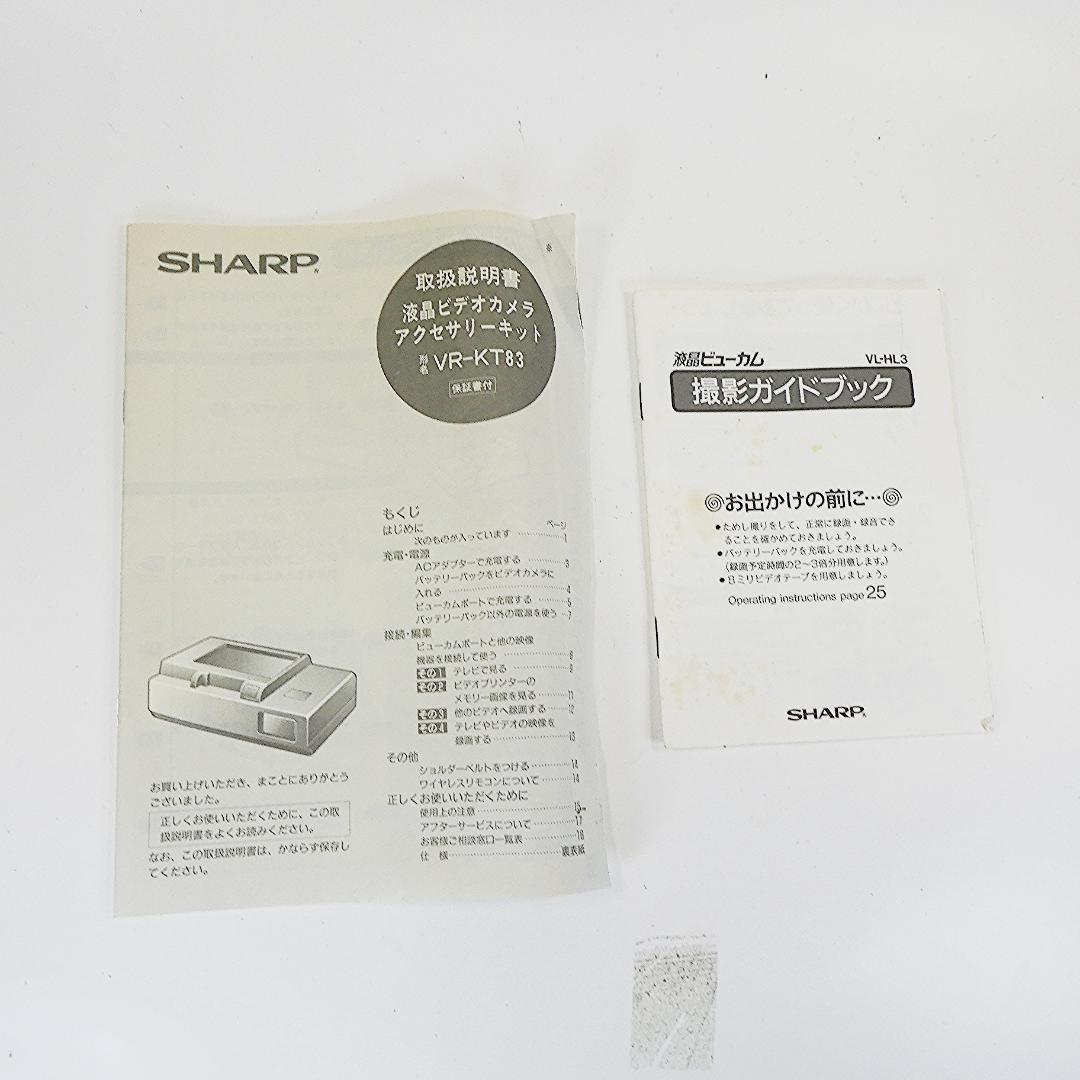 SHARP
取扱説明書
液晶ビデオカメラ
アクセサリーキット
形名 VR-KT83
保証書付
もくじ
ページ
はじめに
次のものが入っています 1
充電・電源
ACアダプターで充電する 3
バッテリーパックをビデオカメラに
入れる 4
ビューカムポートで充電する 5
バッテリーパック以外の電源を使う 7
接続・編集
ビューカムポートと他の映像
機器を接続して使う 8
その1 テレビで見る 9
その2 ビデオプリンターの
メモリー画像を見る 11
その3 他のビデオへ録画する 12
その4 テレビやビデオの映像を
録画する 13
その他
ショルダーベルトをつける 14
ワイヤレスリモコンについて 14
正しくお使いいただくために
使用上の注意 15
アフターサービスについて 17
お客様ご相談窓口一覧表 18
仕 様 裏表紙
お買い上げいただき、まことにありがとう
ございました。
正しくお使いいただくために、この取
扱説明書をよくお読みください。
なお、この取扱説明書は、かならず保存し
てください。
液晶ビューカム VL-HL3
撮影ガイドブック
お出かけの前に…
●ためし撮りをして、正常に録画・録音でき
ることを確かめておきましょう。
●バッテリーパックを充電しておきましょう。
(録画予定時間の2〜3倍分用意します。)
●8ミリビデオテープを用意しましょう。
Operating instructions page 25
SHARP